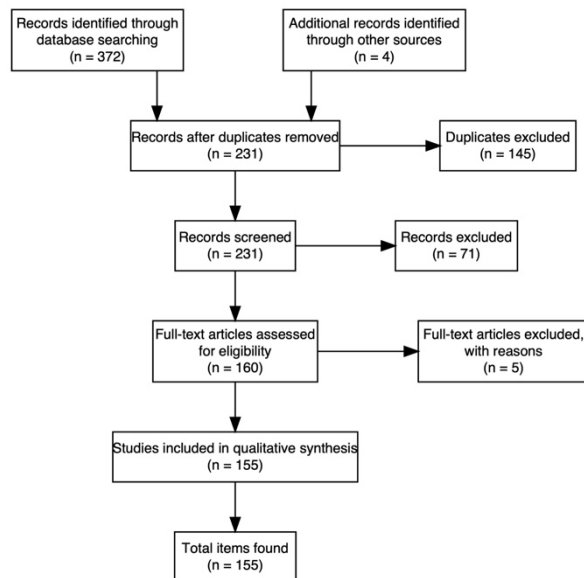 Records identified through
database searching
(n = 372)
Additional records identified
through other sources
(n = 4)
Records after duplicates removed
(n = 231)
Duplicates excluded
(n = 145)
Records screened
(n = 231)
Records excluded
(n = 71)
Full-text articles assessed
for eligibility
(n = 160)
Full-text articles excluded,
with reasons
(n = 5)
Studies included in qualitative synthesis
(n = 155)
Total items found
(n = 155)